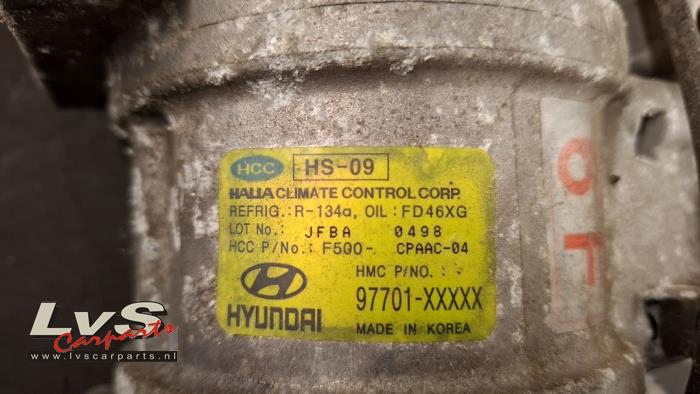 HCC HS-09
HALLA CLIMATE CONTROL CORP.
REFRIG.:R-134a, OIL:FD46XG
LOT No.: JFBA 0498
HCC P/No.: F500- CPAAC-04
HMC P/NO. :
97701-XXXXX
HYUNDAI
MADE IN KOREA
OF
LvS
Carparts
www.lvscarparts.nl